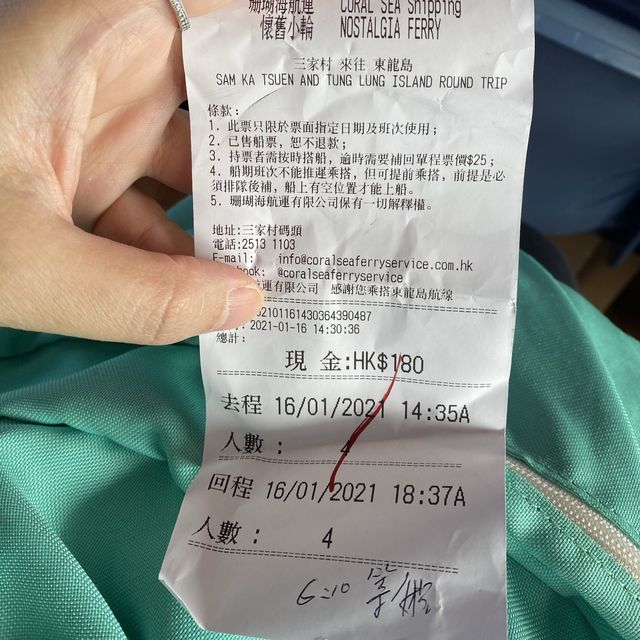 珊瑚海航運 CORAL SEA Shipping
懷舊小輪 NOSTALGIA FERRY
三家村 來往 東龍島
SAM KA TSUEN AND TUNG LUNG ISLAND ROUND TRIP
條款:
1. 此票只限於票面指定日期及班次使用;
2. 已售船票, 恕不退款;
3. 持票者需按時搭船, 逾時需要補回單程票價$25;
4. 船期班次不能推遲乘搭, 但可提前乘搭, 前提是必
須排隊後補, 船上有空位置才能上船。
5. 珊瑚海航運有限公司保有一切解釋權。
地址:三家村碼頭
電話:2513 1103
E-mail: info@coralseaferryservice.com.hk
book: @coralseaferryservice
航運有限公司 感謝您乘搭東龍島航線
02101161430364390487
2021-01-16 14:30:36
總計:
現 金:HK$180
去程 16/01/2021 14:35A
人數 : 4
回程 16/01/2021 18:37A
人數 : 4
6=10